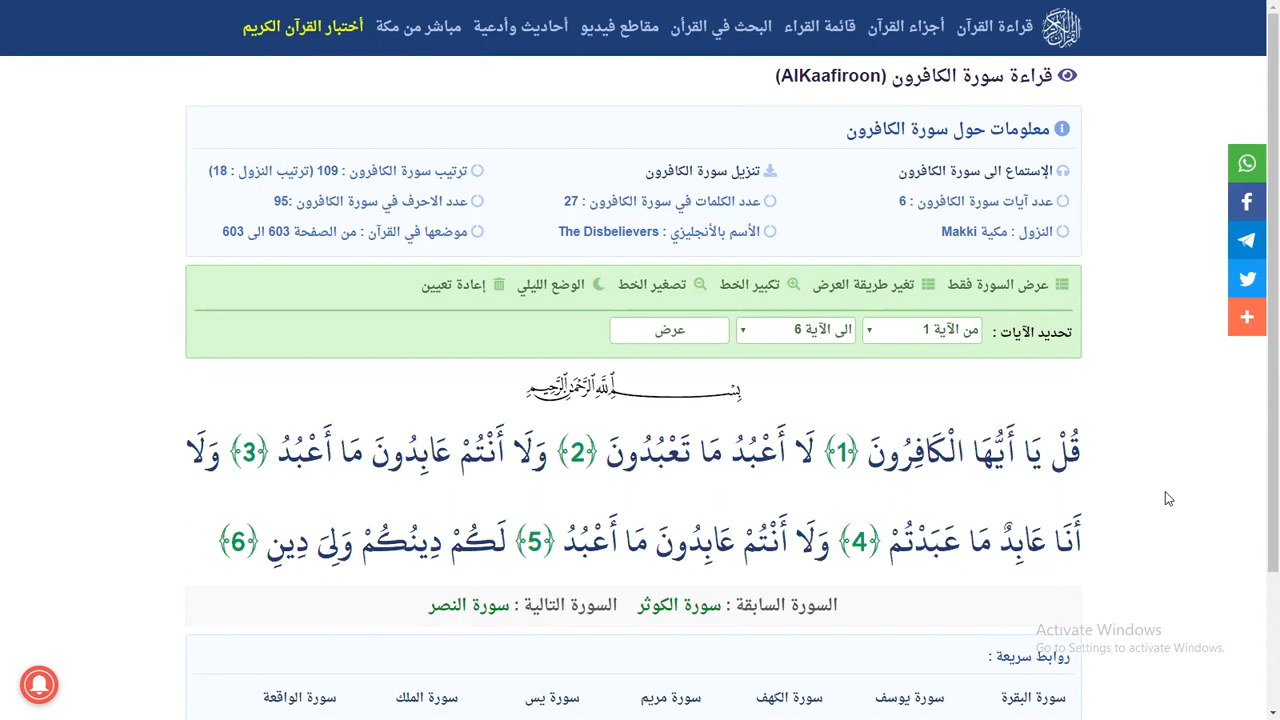 قراءة القرآن أجزاء القرآن قائمة القراء البحث في القرأن مقاطع فيديو أحاديث وأدعية مباشر من مكة أختبار القرآن الكريم
قراءة سورة الكافرون (AlKaafiroon)
معلومات حول سورة الكافرون
الإستماع الى سورة الكافرون تنزيل سورة الكافرون ترتيب سورة الكافرون : 109 (ترتيب النزول : 18)
عدد آيات سورة الكافرون : 6 عدد الكلمات في سورة الكافرون : 27 عدد الاحرف في سورة الكافرون :95
النزول : مكية Makki الأسم بالأنجليزي : The Disbelievers موضعها في القرآن : من الصفحة 603 الى 603
عرض السورة فقط تغير طريقة العرض تكبير الخط تصغير الخط الوضع الليلي إعادة تعيين
تحديد الآيات : من الآية 1 الى الآية 6 عرض
بِسْمِ اللَّهِ الرَّحْمَٰنِ الرَّحِيمِ
قُلْ يَا أَيُّهَا الْكَافِرُونَ ﴿1﴾ لَا أَعْبُدُ مَا تَعْبُدُونَ ﴿2﴾ وَلَا أَنْتُمْ عَابِدُونَ مَا أَعْبُدُ ﴿3﴾ وَلَا
أَنَا عَابِدٌ مَا عَبَدْتُمْ ﴿4﴾ وَلَا أَنْتُمْ عَابِدُونَ مَا أَعْبُدُ ﴿5﴾ لَكُمْ دِينُكُمْ وَلِيَ دِينِ ﴿6﴾
السورة السابقة : سورة الكوثر السورة التالية : سورة النصر
Activate Windows
Go to Settings to activate Windows.
روابط سريعة :
سورة البقرة سورة يوسف سورة الكهف سورة مريم سورة يس سورة الملك سورة الواقعة